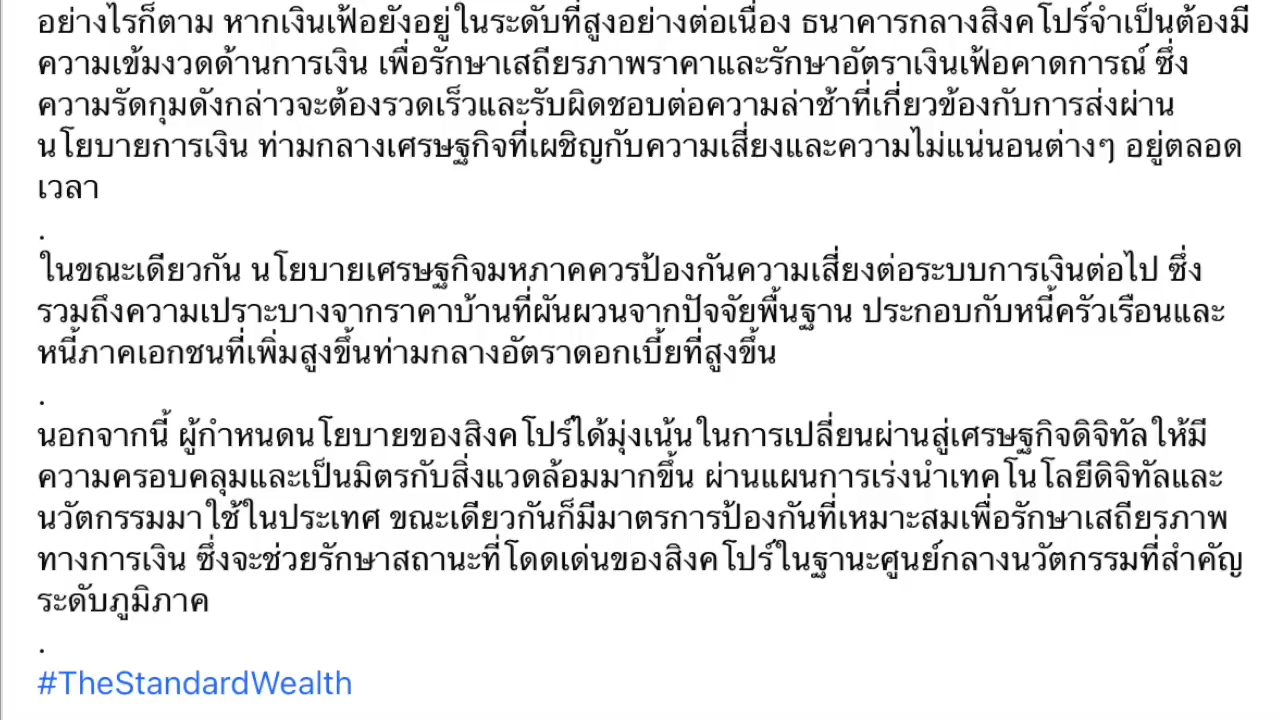 อย่างไรก็ตาม หากเงินเฟ้อยังอยู่ในระดับที่สูงอย่างต่อเนื่อง ธนาคารกลางสิงคโปร์จำเป็นต้องมี
ความเข้มงวดด้านการเงิน เพื่อรักษาเสถียรภาพราคาและรักษาอัตราเงินเฟ้อคาดการณ์ ซึ่ง
ความรัดกุมดังกล่าวจะต้องรวดเร็วและรับผิดชอบต่อความล่าช้าที่เกี่ยวข้องกับการส่งผ่าน
นโยบายการเงิน ท่ามกลางเศรษฐกิจที่เผชิญกับความเสี่ยงและความไม่แน่นอนต่างๆ อยู่ตลอด
เวลา
.
ในขณะเดียวกัน นโยบายเศรษฐกิจมหภาคควรป้องกันความเสี่ยงต่อระบบการเงินต่อไป ซึ่ง
รวมถึงความเปราะบางจากราคาบ้านที่ผันผวนจากปัจจัยพื้นฐาน ประกอบกับหนี้ครัวเรือนและ
หนี้ภาคเอกชนที่เพิ่มสูงขึ้นท่ามกลางอัตราดอกเบี้ยที่สูงขึ้น
.
นอกจากนี้ ผู้กำหนดนโยบายของสิงคโปร์ได้มุ่งเน้นในการเปลี่ยนผ่านสู่เศรษฐกิจดิจิทัลให้มี
ความครอบคลุมและเป็นมิตรกับสิ่งแวดล้อมมากขึ้น ผ่านแผนการเร่งนำเทคโนโลยีดิจิทัลและ
นวัตกรรมมาใช้ในประเทศ ขณะเดียวกันก็มีมาตรการป้องกันที่เหมาะสมเพื่อรักษาเสถียรภาพ
ทางการเงิน ซึ่งจะช่วยรักษาสถานะที่โดดเด่นของสิงคโปร์ในฐานะศูนย์กลางนวัตกรรมที่สำคัญ
ระดับภูมิภาค
.
#TheStandardWealth